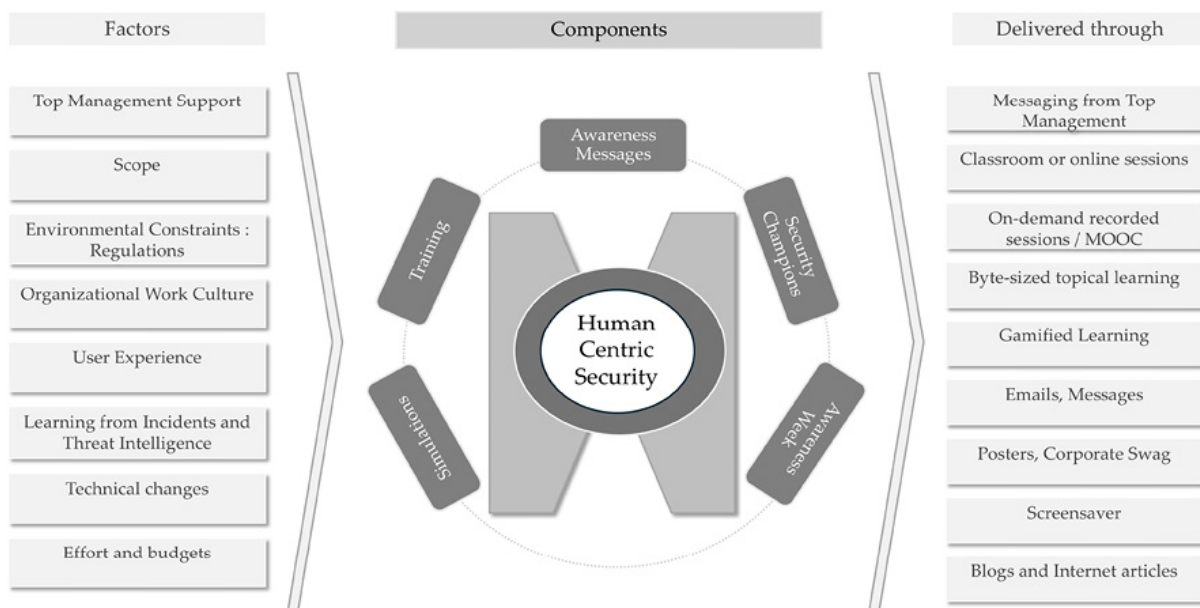 Factors
Top Management Support
Scope
Environmental Constraints :
Regulations
Organizational Work Culture
User Experience
Learning from Incidents and
Threat Intelligence
Technical changes
Effort and budgets
Components
Awareness
Messages
Training
Security
Champions
Human
Centric
Security
Simulations
Awareness
Week
Delivered through
Messaging from Top
Management
Classroom or online sessions
On-demand recorded
sessions / MOOC
Byte-sized topical learning
Gamified Learning
Emails, Messages
Posters, Corporate Swag
Screensaver
Blogs and Internet articles